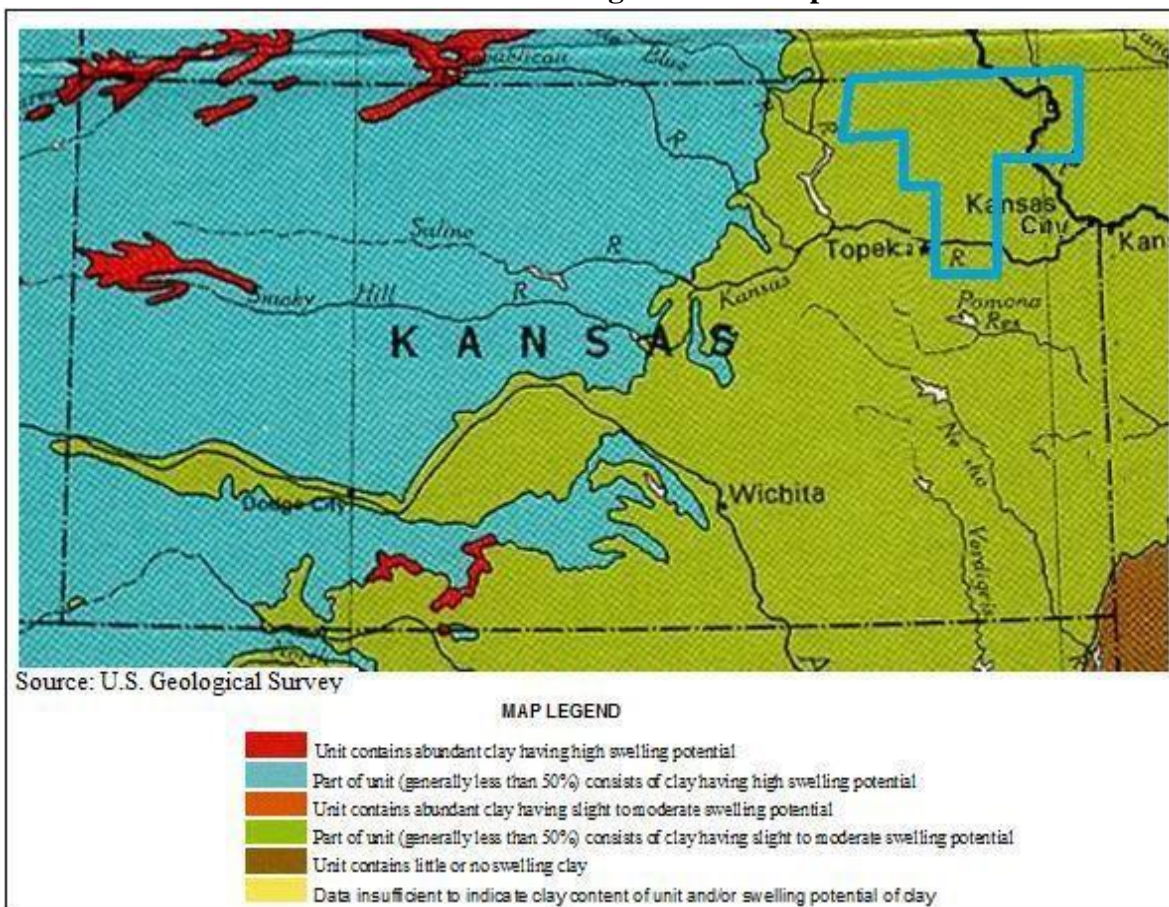 Republican
Blue
R
R
Saline
R
Smoky Hill R
Kansas
Topeka
R
Kansas
City
Kan
Pomona
Res
KANSAS
Dodge City
Wichita
Neosho
Verdigris
R
Source: U.S. Geological Survey
MAP LEGEND
Unit contains abundant clay having high swelling potential
Part of unit (generally less than 50%) consists of clay having high swelling potential
Unit contains abundant clay having slight to moderate swelling potential
Part of unit (generally less than 50%) consists of clay having slight to moderate swelling potential
Unit contains little or no swelling clay
Data insufficient to indicate clay content of unit and/or swelling potential of clay